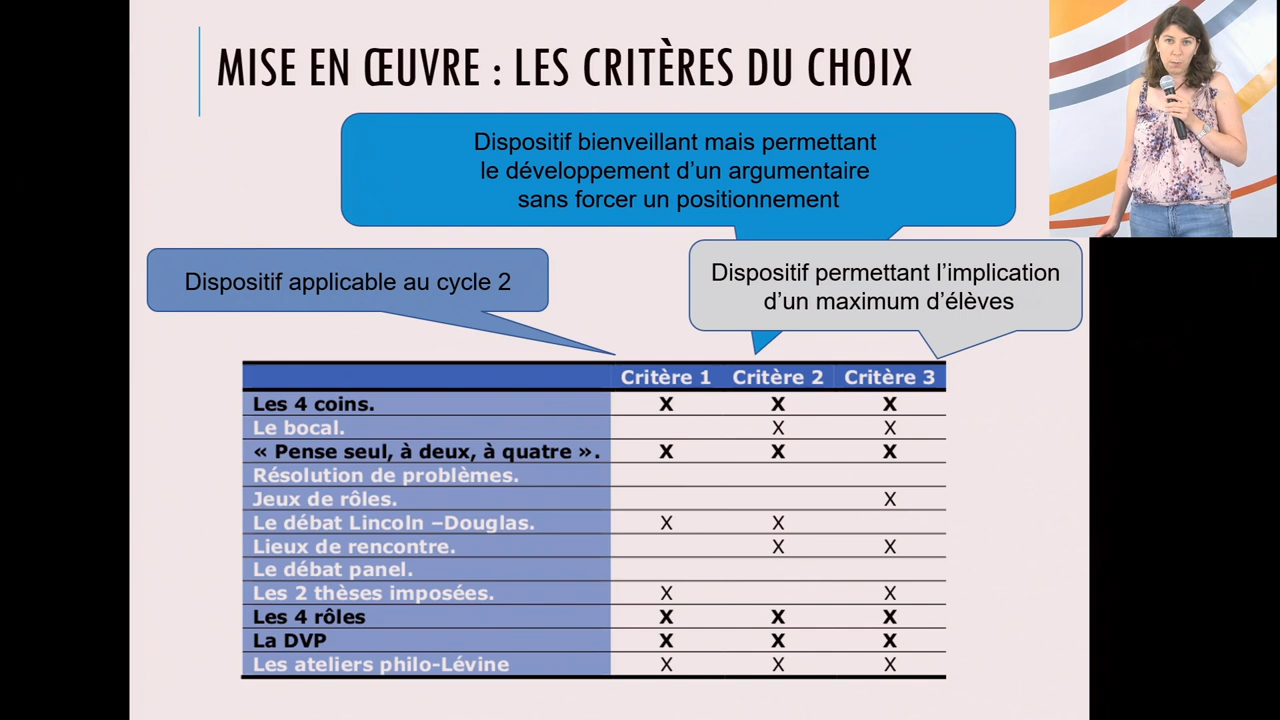 MISE EN ŒUVRE : LES CRITÈRES DU CHOIX
Dispositif bienveillant mais permettant
le développement d’un argumentaire
sans forcer un positionnement
Dispositif applicable au cycle 2
Dispositif permettant l’implication
d’un maximum d’élèves
Critère 1 Critère 2 Critère 3
Les 4 coins. X X X
Le bocal. X X
« Pense seul, à deux, à quatre ». X X X
Résolution de problèmes.
Jeux de rôles. X
Le débat Lincoln –Douglas. X X
Lieux de rencontre. X X
Le débat panel.
Les 2 thèses imposées. X X
Les 4 rôles X X X
La DVP X X X
Les ateliers philo-Lévine X X X